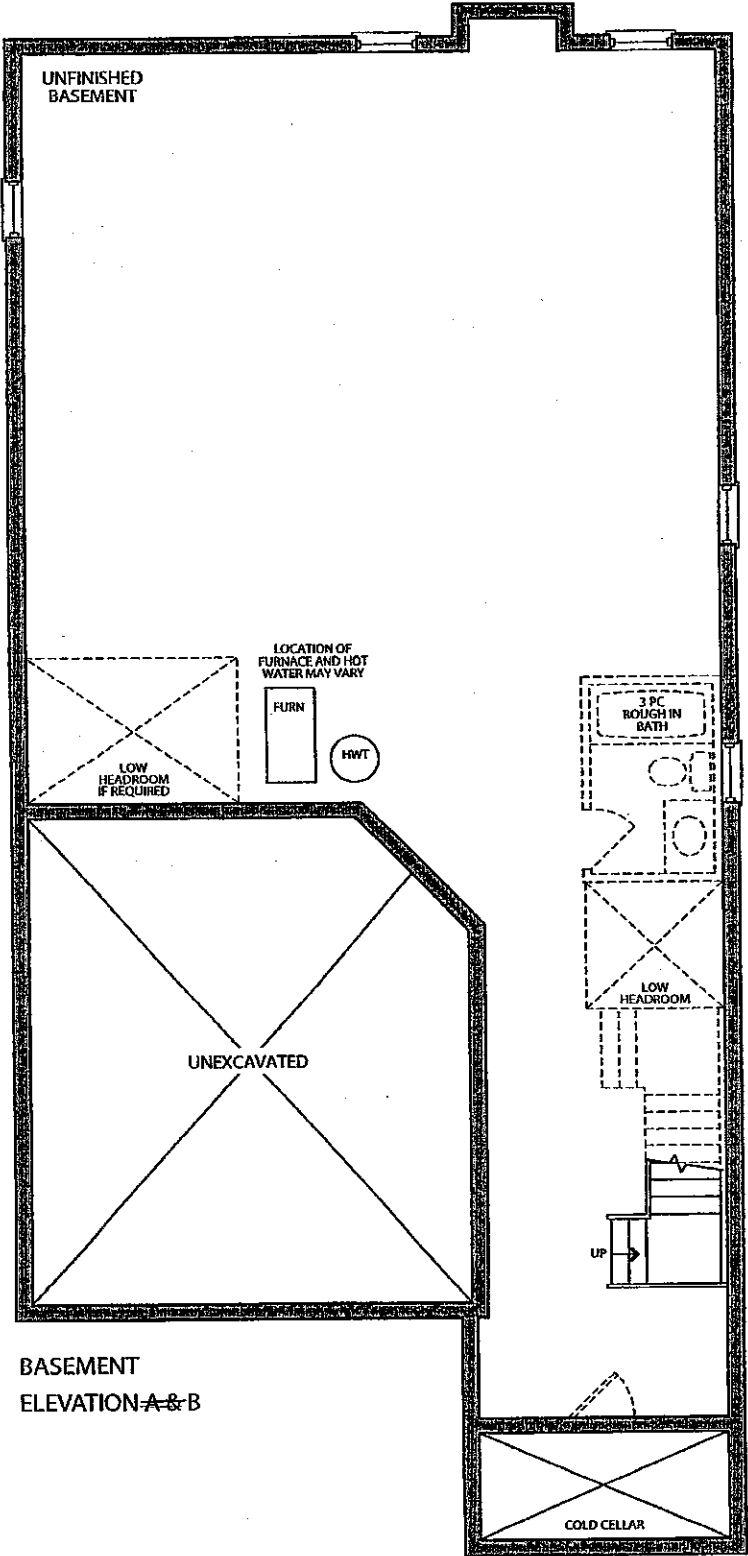 UNFINISHED
BASEMENT
LOCATION OF
FURNACE AND HOT
WATER MAY VARY
FURN
HWT
3 PC
ROUGH IN
BATH
LOW
HEADROOM
IF REQUIRED
LOW
HEADROOM
UNEXCAVATED
UP
BASEMENT
ELEVATION A & B
COLD CELLAR